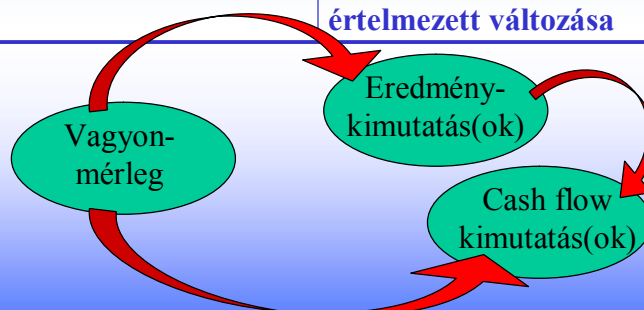 értelmezett változása
Eredmény-
kimutatás(ok)
Vagyon-
mérleg
Cash flow
kimutatás(ok)